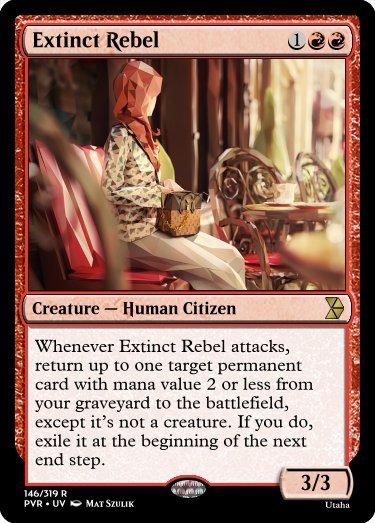 Extinct Rebel 1
Creature — Human Citizen
Whenever Extinct Rebel attacks,
return up to one target permanent
card with mana value 2 or less from
your graveyard to the battlefield,
except it's not a creature. If you do,
exile it at the beginning of the next
end step.
3/3
146/319 R
PVR • UV Mat Szulik
Utaha